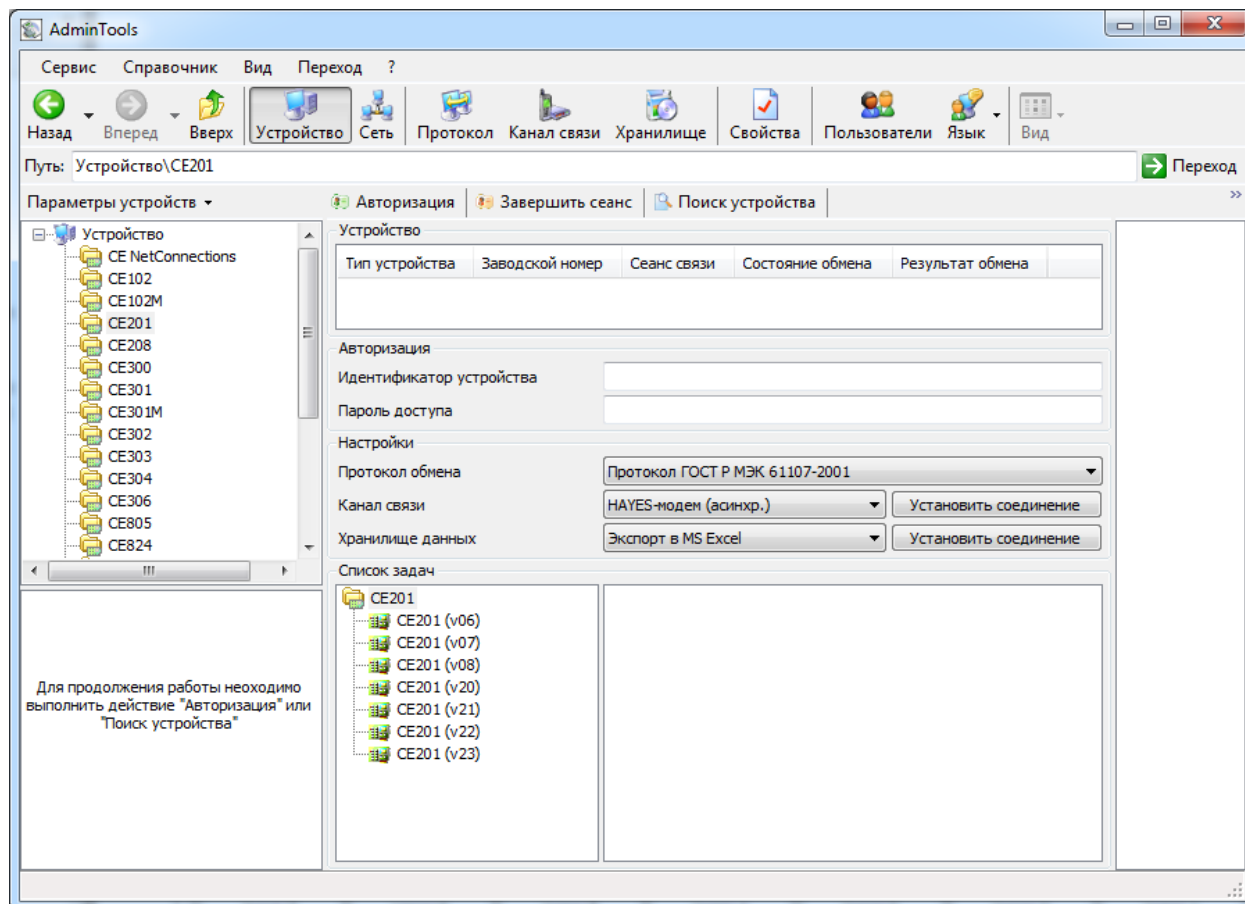 AdminTools
Сервис Справочник Вид Переход ?
Назад Вперед Вверх Устройство Сеть Протокол Канал связи Хранилище Свойства Пользователи Язык Вид
Путь: Устройство\CE201 Переход
Параметры устройств Авторизация Завершить сеанс Поиск устройства
Устройство
CE NetConnections
CE102
CE102M
CE201
CE208
CE300
CE301
CE301M
CE302
CE303
CE304
CE306
CE805
CE824
Для продолжения работы неоходимо
выполнить действие "Авторизация" или
"Поиск устройства"
Устройство
Тип устройства Заводской номер Сеанс связи Состояние обмена Результат обмена
Авторизация
Идентификатор устройства
Пароль доступа
Настройки
Протокол обмена Протокол ГОСТ Р МЭК 61107-2001
Канал связи HAYES-модем (асинхр.) Установить соединение
Хранилище данных Экспорт в MS Excel Установить соединение
Список задач
CE201
CE201 (v06)
CE201 (v07)
CE201 (v08)
CE201 (v20)
CE201 (v21)
CE201 (v22)
CE201 (v23)